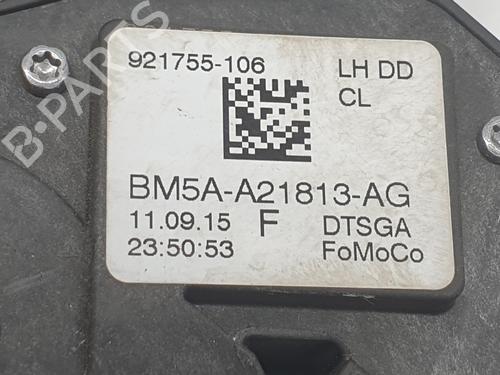 921755-106 LH DD
CL
BM5A-A21813-AG
11.09.15 F DTSGA
23:50:53 FoMoCo
B-PARTS